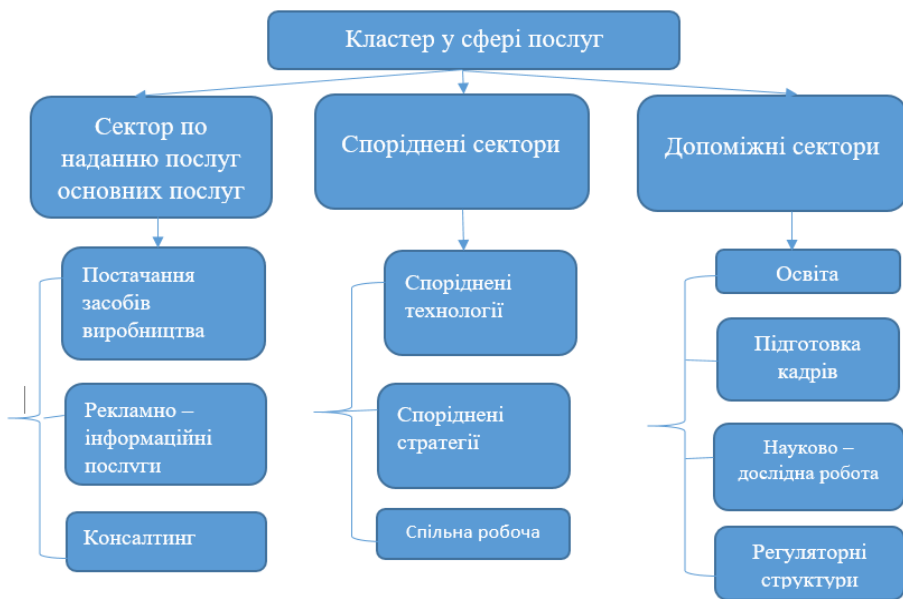 Кластер у сфері послуг
Сектор по
наданню послуг
основних послуг
Споріднені сектори
Допоміжні сектори
Постачання
засобів
виробництва
Рекламно –
інформаційні
послуги
Консалтинг
Споріднені
технології
Споріднені
стратегії
Спільна робоча
Освіта
Підготовка
кадрів
Науково –
дослідна робота
Регуляторні
структури